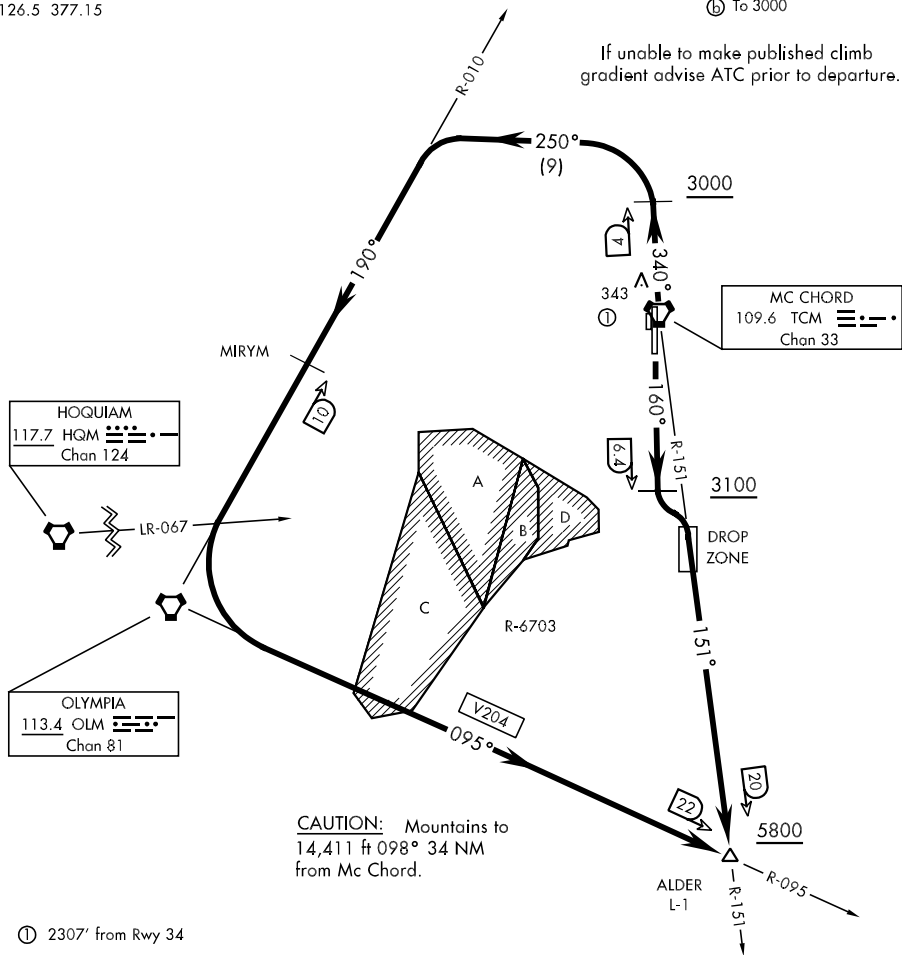 126.5 377.15
ⓑ To 3000
If unable to make published climb
gradient advise ATC prior to departure.
R-010
250°
(9)
3000
4
340°
190°
343
①
MC CHORD
109.6 TCM
Chan 33
MIRYM
10
160°
R-151
HOQUIAM
117.7 HQM
Chan 124
6.4
3100
A
B
D
LR-067
DROP
ZONE
C
R-6703
151°
OLYMPIA
113.4 OLM
Chan 81
V204
095°
22
20
5800
CAUTION: Mountains to
14,411 ft 098° 34 NM
from Mc Chord.
ALDER
L-1
R-095
R-151
① 2307' from Rwy 34